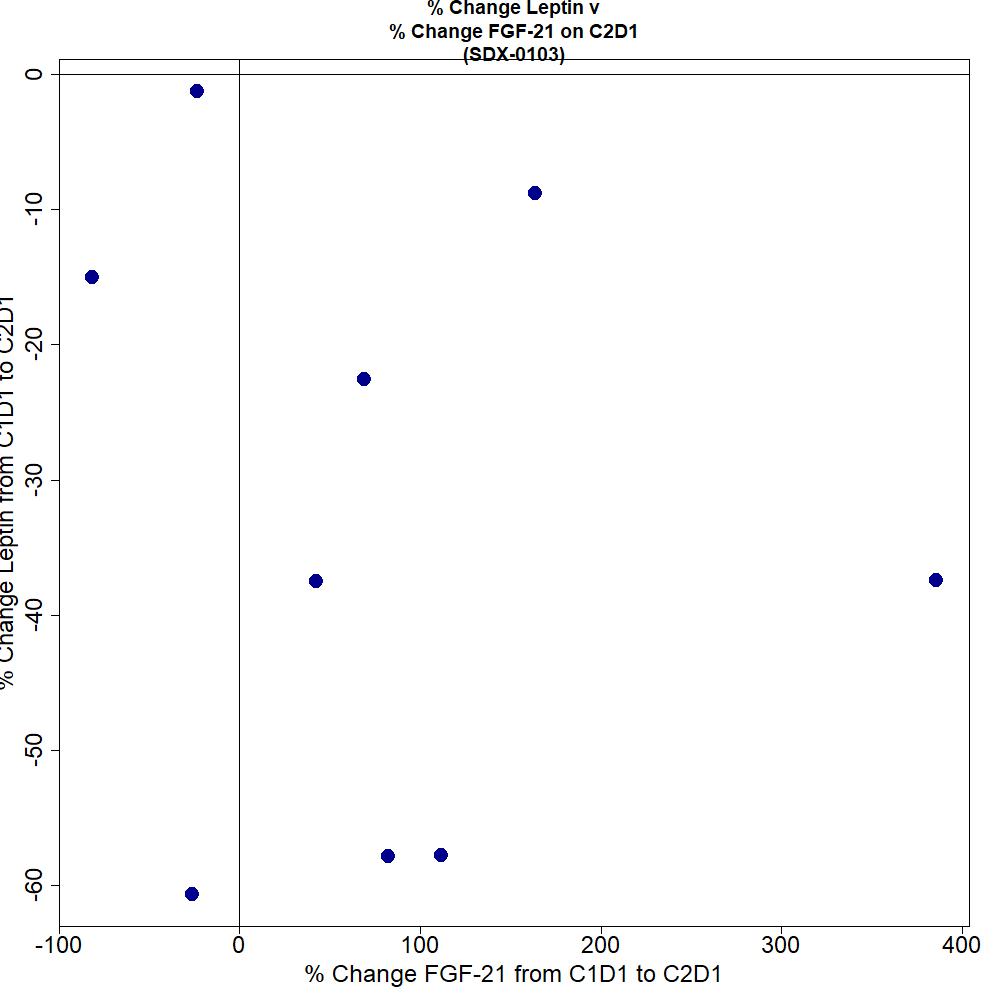 % Change Leptin v
% Change FGF-21 on C2D1
(SDX-0103)
% Change Leptin from C1D1 to C2D1
0
-10
-20
-30
-40
-50
-60
-100 0 100 200 300 400
% Change FGF-21 from C1D1 to C2D1